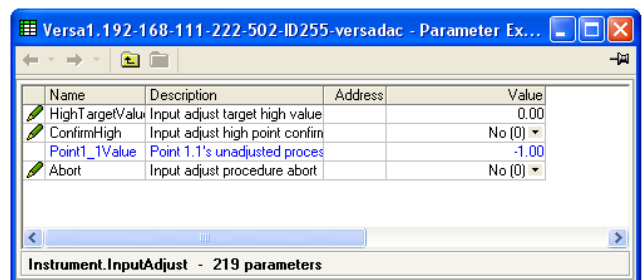 Versa1.192-168-111-222-502-ID255-versadac - Parameter Ex...
Name Description Address Value
HighTargetValu Input adjust target high value 0.00
ConfirmHigh Input adjust high point confirm No (0)
Point1_1Value Point 1.1's unadjusted proces -1.00
Abort Input adjust procedure abort No (0)
Instrument.InputAdjust - 219 parameters